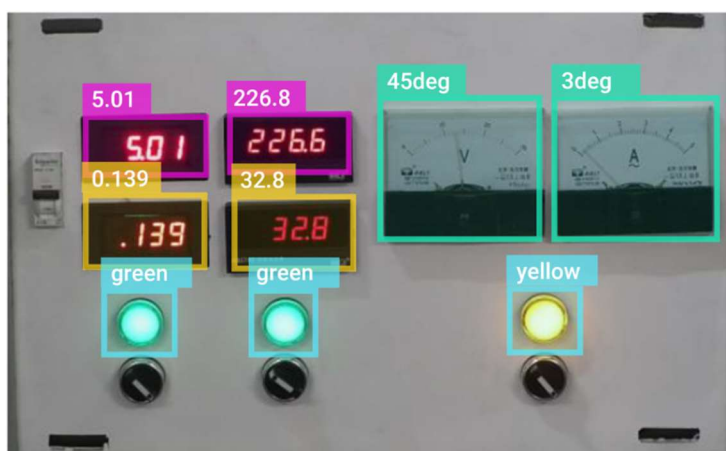 5.01
226.8
45deg
3deg
5.01
226.6
V
A
0.139
32.8
.139
32.8
green
green
yellow